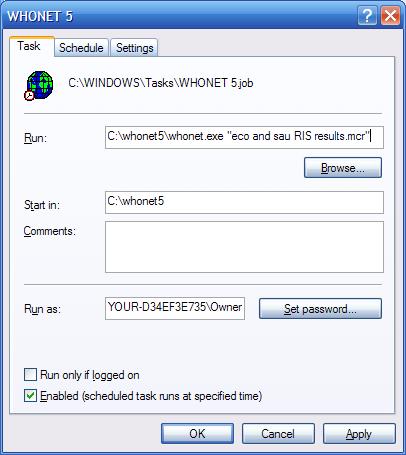 WHONET 5
Task Schedule Settings
C:\WINDOWS\Tasks\WHONET 5.job
Run: C:\whonet5\whonet.exe "eco and sau RIS results.mcr"
Browse...
Start in: C:\whonet5
Comments:
Run as: YOUR-D34EF3E735\Owner Set password...
Run only if logged on
Enabled (scheduled task runs at specified time)
OK Cancel Apply